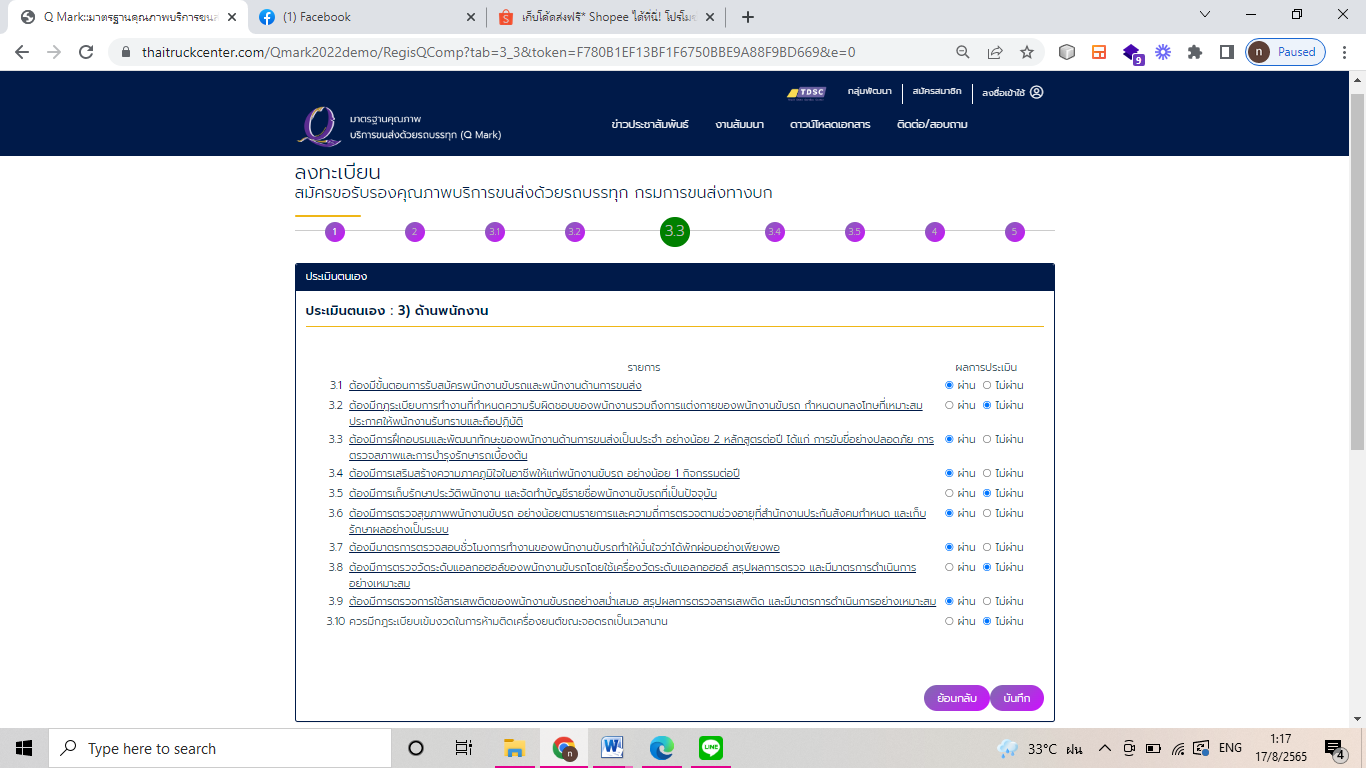 Q Mark::มาตรฐานคุณภาพบริการขนส
(1) Facebook
เก็บโค้ดส่งฟรี* Shopee ได้ที่นี่! โปรโม
thaitruckcenter.com/Qmark2022demo/RegisQComp?tab=3_3&token=F780B1EF13BF1F6750BBE9A88F9BD669&e=0
9
n Paused
TDSC
กลุ่มพัฒนา
สมัครสมาชิก
ลงชื่อเข้าใช้
มาตรฐานคุณภาพ
บริการขนส่งด้วยรถบรรทุก (Q Mark)
ข่าวประชาสัมพันธ์
งานสัมมนา
ดาวน์โหลดเอกสาร
ติดต่อ/สอบถาม
ลงทะเบียน
สมัครขอรับรองคุณภาพบริการขนส่งด้วยรถบรรทุก กรมการขนส่งทางบก
1 2 3.1 3.2 3.3 3.4 3.5 4 5
ประเมินตนเอง
ประเมินตนเอง : 3) ด้านพนักงาน
รายการ ผลการประเมิน
3.1 ต้องมีขั้นตอนการรับสมัครพนักงานขับรถและพนักงานด้านการขนส่ง ผ่าน ไม่ผ่าน
3.2 ต้องมีกฎระเบียบการทำงานที่กำหนดความรับผิดชอบของพนักงานรวมถึงการแต่งกายของพนักงานขับรถ กำหนดบทลงโทษที่เหมาะสม ผ่าน ไม่ผ่าน
ประกาศให้พนักงานรับทราบและถือปฏิบัติ
3.3 ต้องมีการฝึกอบรมและพัฒนาทักษะของพนักงานด้านการขนส่งเป็นประจำ อย่างน้อย 2 หลักสูตรต่อปี ได้แก่ การขับขี่อย่างปลอดภัย การ ผ่าน ไม่ผ่าน
ตรวจสภาพและการบำรุงรักษารถเบื้องต้น
3.4 ต้องมีการเสริมสร้างความภาคภูมิใจในอาชีพให้แก่พนักงานขับรถ อย่างน้อย 1 กิจกรรมต่อปี ผ่าน ไม่ผ่าน
3.5 ต้องมีการเก็บรักษาประวัติพนักงาน และจัดทำบัญชีรายชื่อพนักงานขับรถที่เป็นปัจจุบัน ผ่าน ไม่ผ่าน
3.6 ต้องมีการตรวจสุขภาพพนักงานขับรถ อย่างน้อยตามรายการและความถี่การตรวจตามช่วงอายุที่สำนักงานประกันสังคมกำหนด และเก็บ ผ่าน ไม่ผ่าน
รักษาผลอย่างเป็นระบบ
3.7 ต้องมีมาตรการตรวจสอบชั่วโมงการทำงานของพนักงานขับรถทำให้มั่นใจว่าได้พักผ่อนอย่างเพียงพอ ผ่าน ไม่ผ่าน
3.8 ต้องมีการตรวจวัดระดับแอลกอฮอล์ของพนักงานขับรถโดยใช้เครื่องวัดระดับแอลกอฮอล์ สรุปผลการตรวจ และมีมาตรการดำเนินการ ผ่าน ไม่ผ่าน
อย่างเหมาะสม
3.9 ต้องมีการตรวจการใช้สารเสพติดของพนักงานขับรถอย่างสม่ำเสมอ สรุปผลการตรวจสารเสพติด และมีมาตรการดำเนินการอย่างเหมาะสม ผ่าน ไม่ผ่าน
3.10 ควรมีกฎระเบียบเข้มงวดในการห้ามติดเครื่องยนต์ขณะจอดรถเป็นเวลานาน ผ่าน ไม่ผ่าน
ย้อนกลับ บันทึก
Type here to search
n
W
LINE
33°C ฝน
ENG
1:17
17/8/2565
4